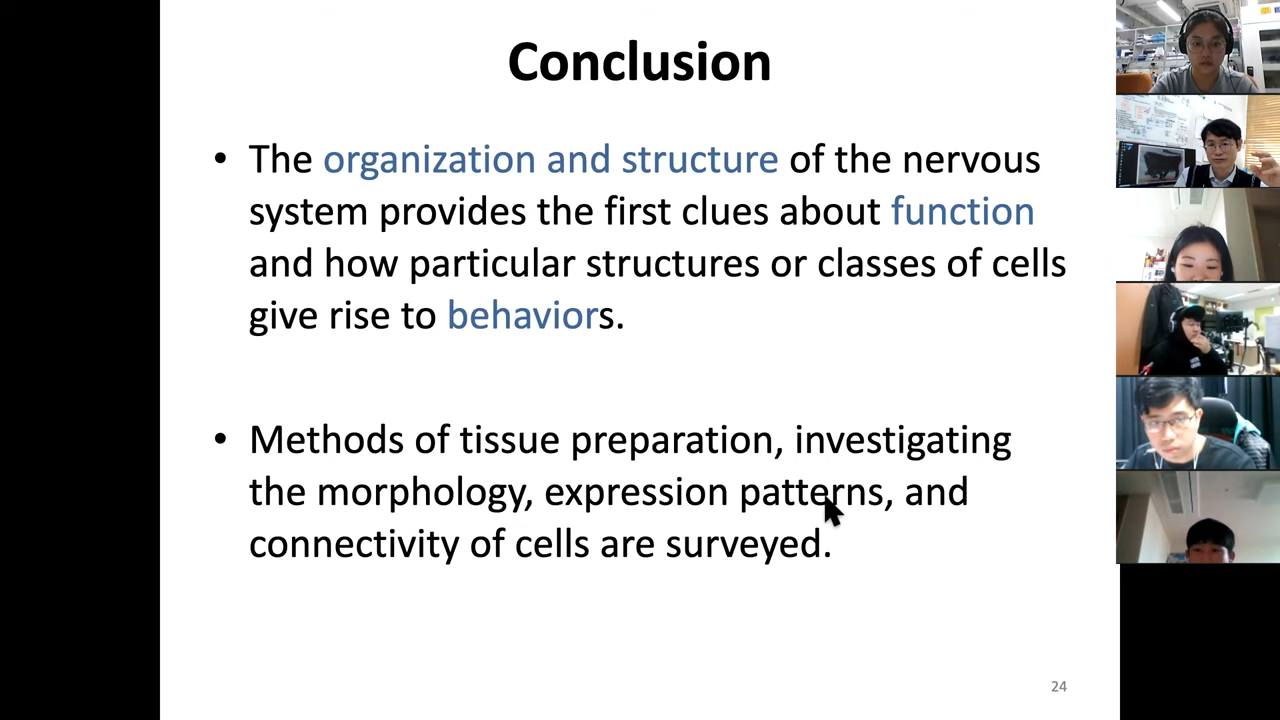 Conclusion
• The organization and structure of the nervous
system provides the first clues about function
and how particular structures or classes of cells
give rise to behaviors.
• Methods of tissue preparation, investigating
the morphology, expression patterns, and
connectivity of cells are surveyed.
24